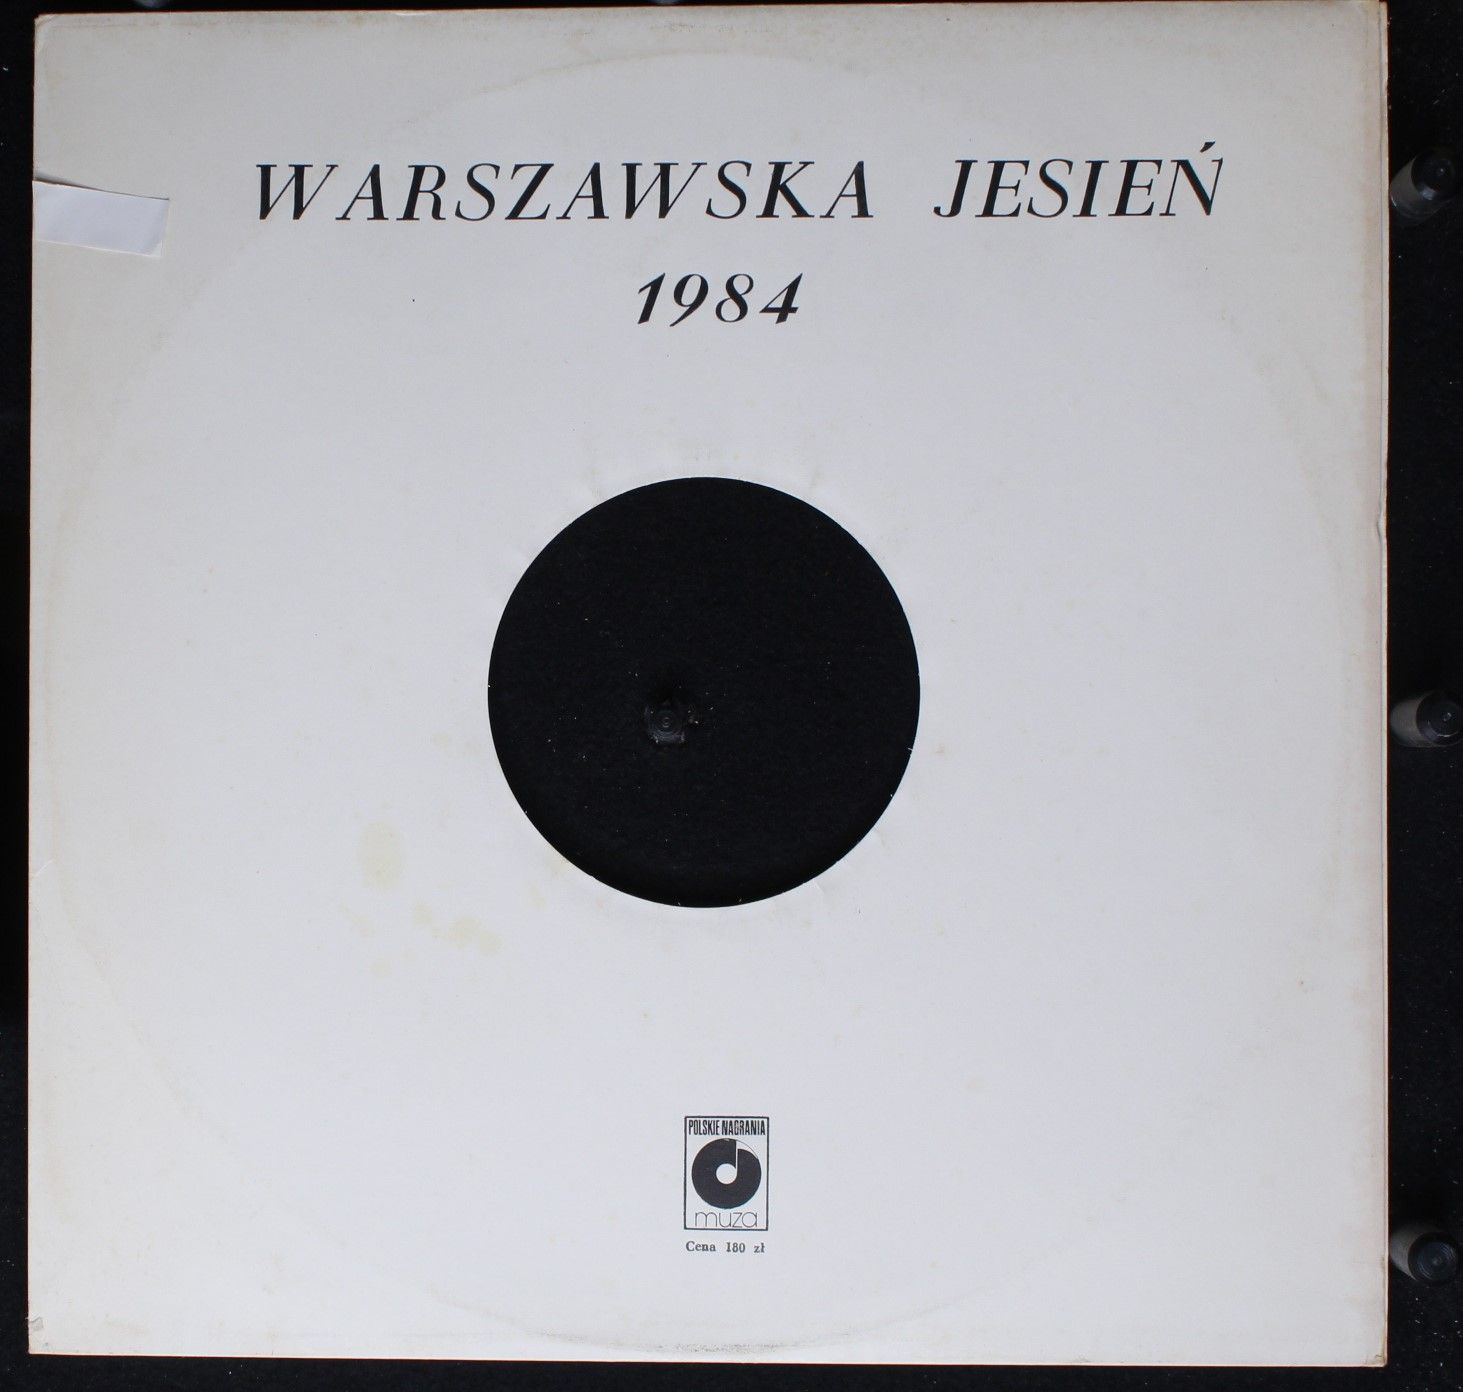 WARSZAWSKA JESIEŃ
1984
POLSKIE NAGRANIA
muza
Cena 180 zł